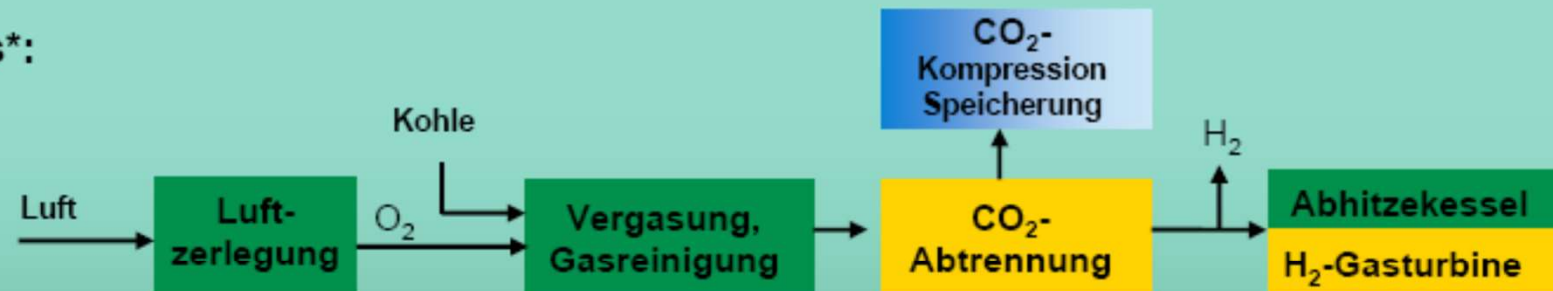 s*:
CO₂-
Kompression
Speicherung
Kohle
H₂
Luft
Luft-
zerlegung
O₂
Vergasung,
Gasreinigung
CO₂-
Abtrennung
Abhitzekessel
H₂-Gasturbine